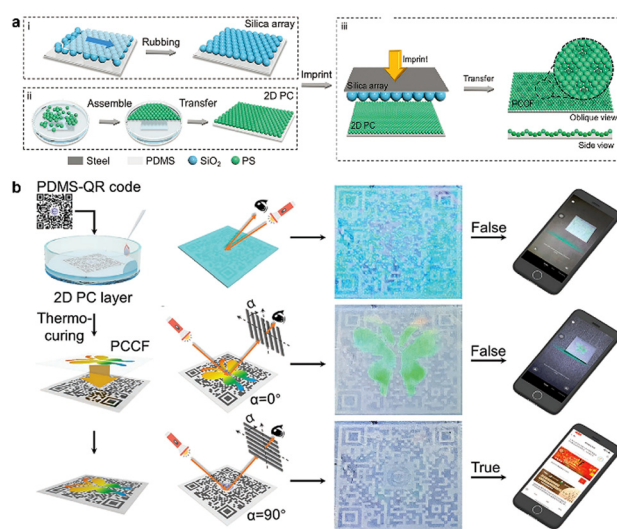 a
i
Silica array
Rubbing
ii
Assemble
Transfer
2D PC
Steel
PDMS
SiO₂
PS
Imprint
iii
Imprint
Silica array
2D PC
Transfer
PCCF
Oblique view
Side view
b
PDMS-QR code
2D PC layer
Thermo-
curing
PCCF
False
α
α=0°
False
α
α=90°
True